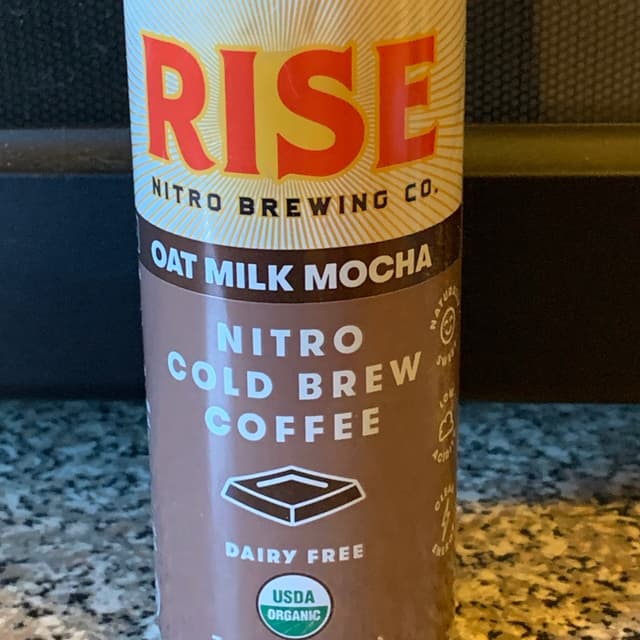 RISE
NITRO BREWING CO.
OAT MILK MOCHA
NITRO
COLD BREW
COFFEE
DAIRY FREE
USDA
ORGANIC